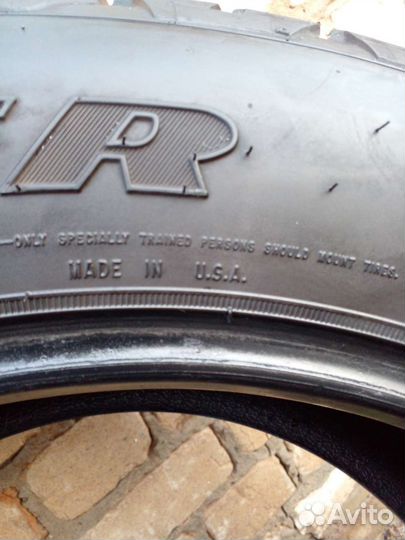 R
—ONLY SPECIALLY TRAINED PERSONS SHOULD MOUNT TIRES.
MADE IN U.S.A.
Avito